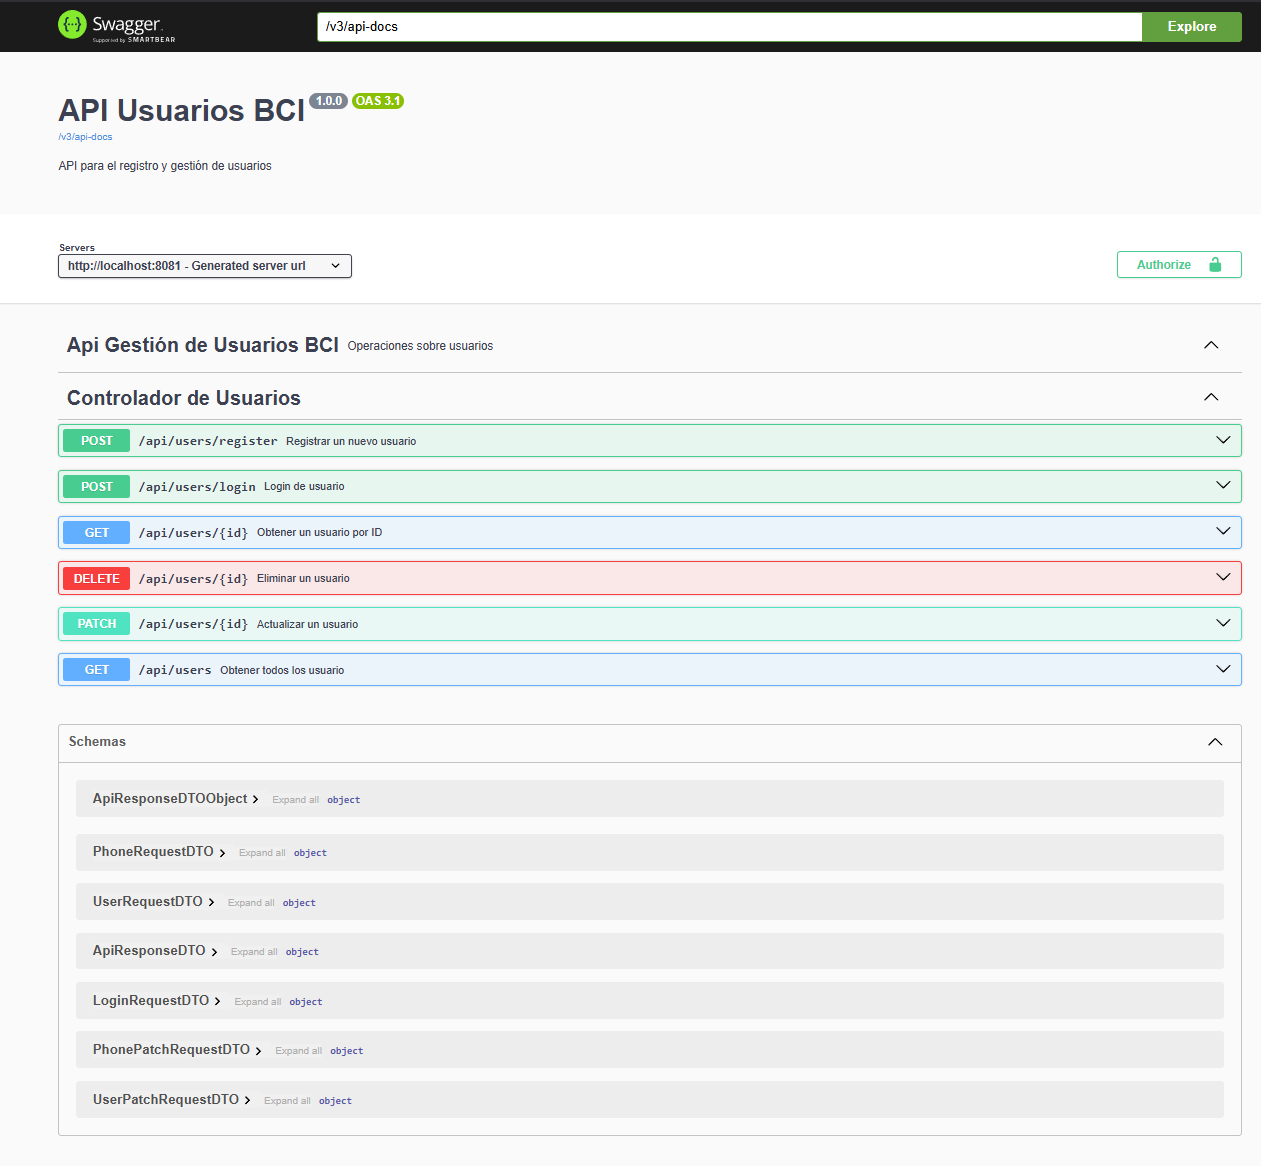 Swagger.
Supported by SMARTBEAR
/v3/api-docs
Explore
API Usuarios BCI 1.0.0 OAS 3.1
/v3/api-docs
API para el registro y gestión de usuarios
Servers
http://localhost:8081 - Generated server url
Authorize
Api Gestión de Usuarios BCI Operaciones sobre usuarios
Controlador de Usuarios
POST /api/users/register Registrar un nuevo usuario
POST /api/users/login Login de usuario
GET /api/users/{id} Obtener un usuario por ID
DELETE /api/users/{id} Eliminar un usuario
PATCH /api/users/{id} Actualizar un usuario
GET /api/users Obtener todos los usuario
Schemas
ApiResponseDTOObject Expand all object
PhoneRequestDTO Expand all object
UserRequestDTO Expand all object
ApiResponseDTO Expand all object
LoginRequestDTO Expand all object
PhonePatchRequestDTO Expand all object
UserPatchRequestDTO Expand all object